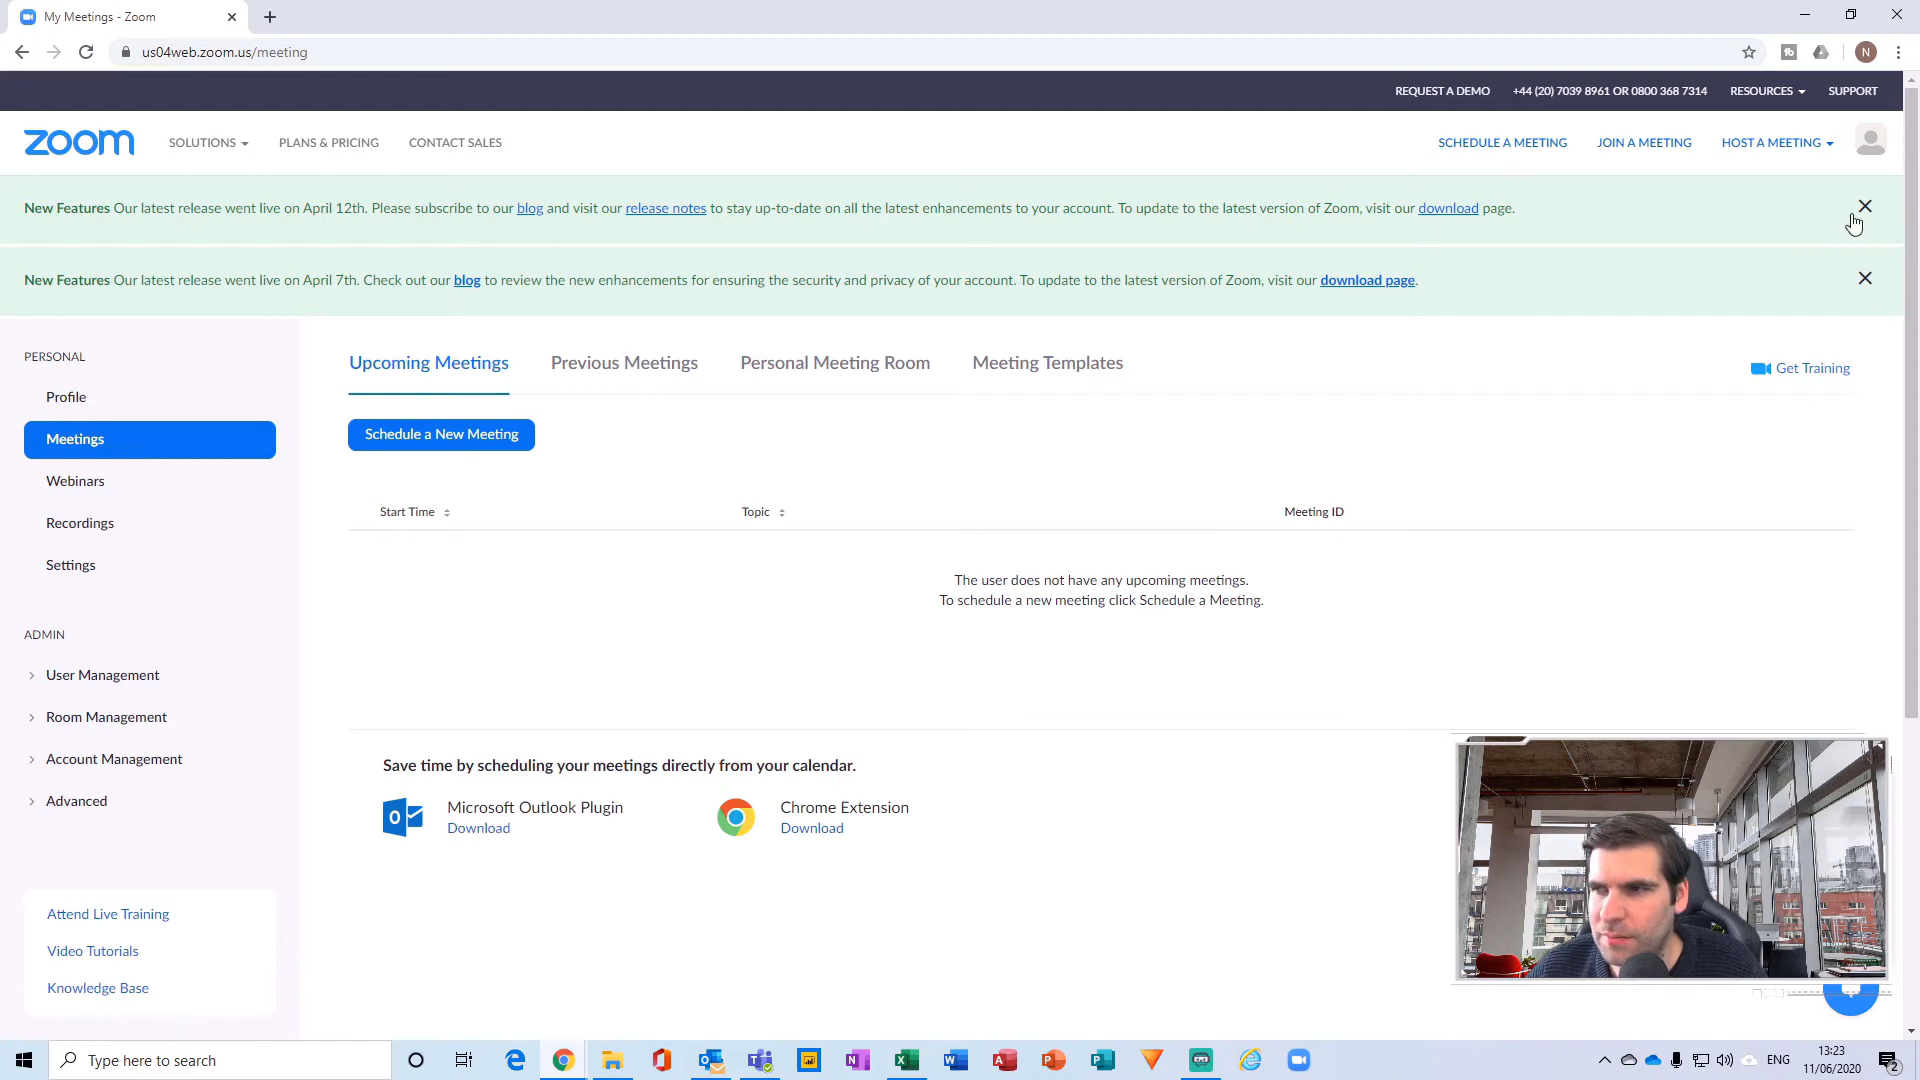 My Meetings - Zoom
us04web.zoom.us/meeting
N
REQUEST A DEMO +44 (20) 7039 8961 OR 0800 368 7314 RESOURCES SUPPORT
zoom SOLUTIONS PLANS & PRICING CONTACT SALES SCHEDULE A MEETING JOIN A MEETING HOST A MEETING
New Features Our latest release went live on April 12th. Please subscribe to our blog and visit our release notes to stay up-to-date on all the latest enhancements to your account. To update to the latest version of Zoom, visit our download page.
New Features Our latest release went live on April 7th. Check out our blog to review the new enhancements for ensuring the security and privacy of your account. To update to the latest version of Zoom, visit our download page.
PERSONAL
Profile
Meetings
Webinars
Recordings
Settings
ADMIN
User Management
Room Management
Account Management
Advanced
Attend Live Training
Video Tutorials
Knowledge Base
Upcoming Meetings Previous Meetings Personal Meeting Room Meeting Templates
Get Training
Schedule a New Meeting
Start Time Topic Meeting ID
The user does not have any upcoming meetings.
To schedule a new meeting click Schedule a Meeting.
Save time by scheduling your meetings directly from your calendar.
Microsoft Outlook Plugin
Download
Chrome Extension
Download
Type here to search
ENG
13:23
11/06/2020
2